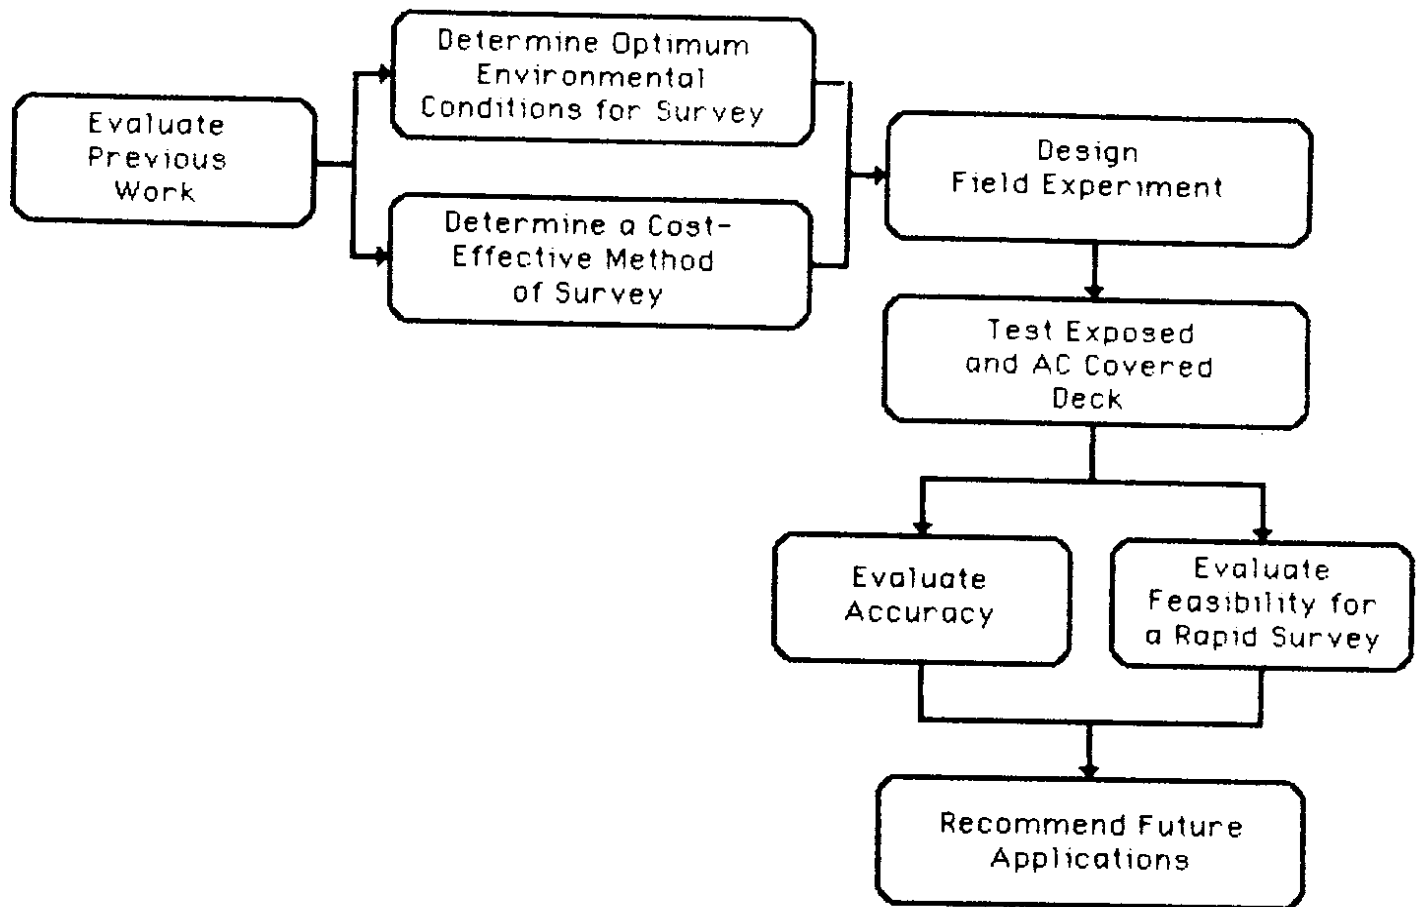 Evaluate
Previous
Work
Determine Optimum
Environmental
Conditions for Survey
Determine a Cost-
Effective Method
of Survey
Design
Field Experiment
Test Exposed
and AC Covered
Deck
Evaluate
Accuracy
Evaluate
Feasibility for
a Rapid Survey
Recommend Future
Applications